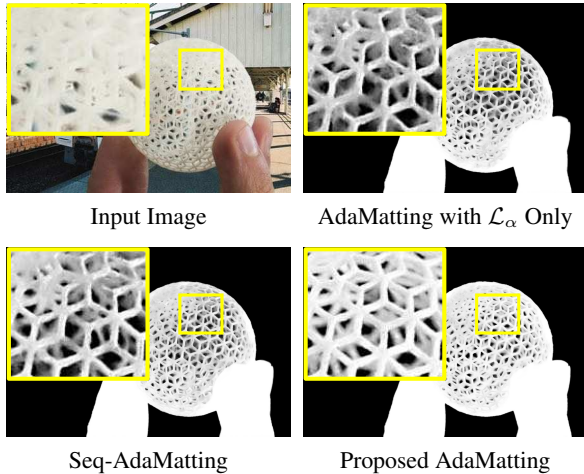 Input Image
AdaMatting with ℒα Only
Seq-AdaMatting
Proposed AdaMatting